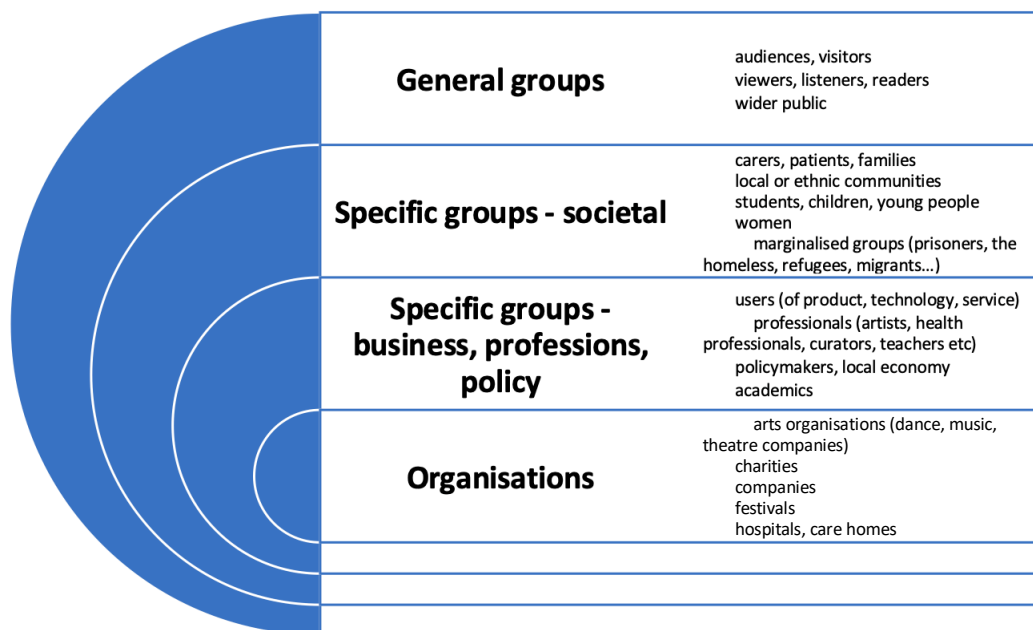 General groups
audiences, visitors
viewers, listeners, readers
wider public
Specific groups - societal
carers, patients, families
local or ethnic communities
students, children, young people
women
marginalised groups (prisoners, the
homeless, refugees, migrants...)
Specific groups -
business, professions,
policy
users (of product, technology, service)
professionals (artists, health
professionals, curators, teachers etc)
policymakers, local economy
academics
Organisations
arts organisations (dance, music,
theatre companies)
charities
companies
festivals
hospitals, care homes